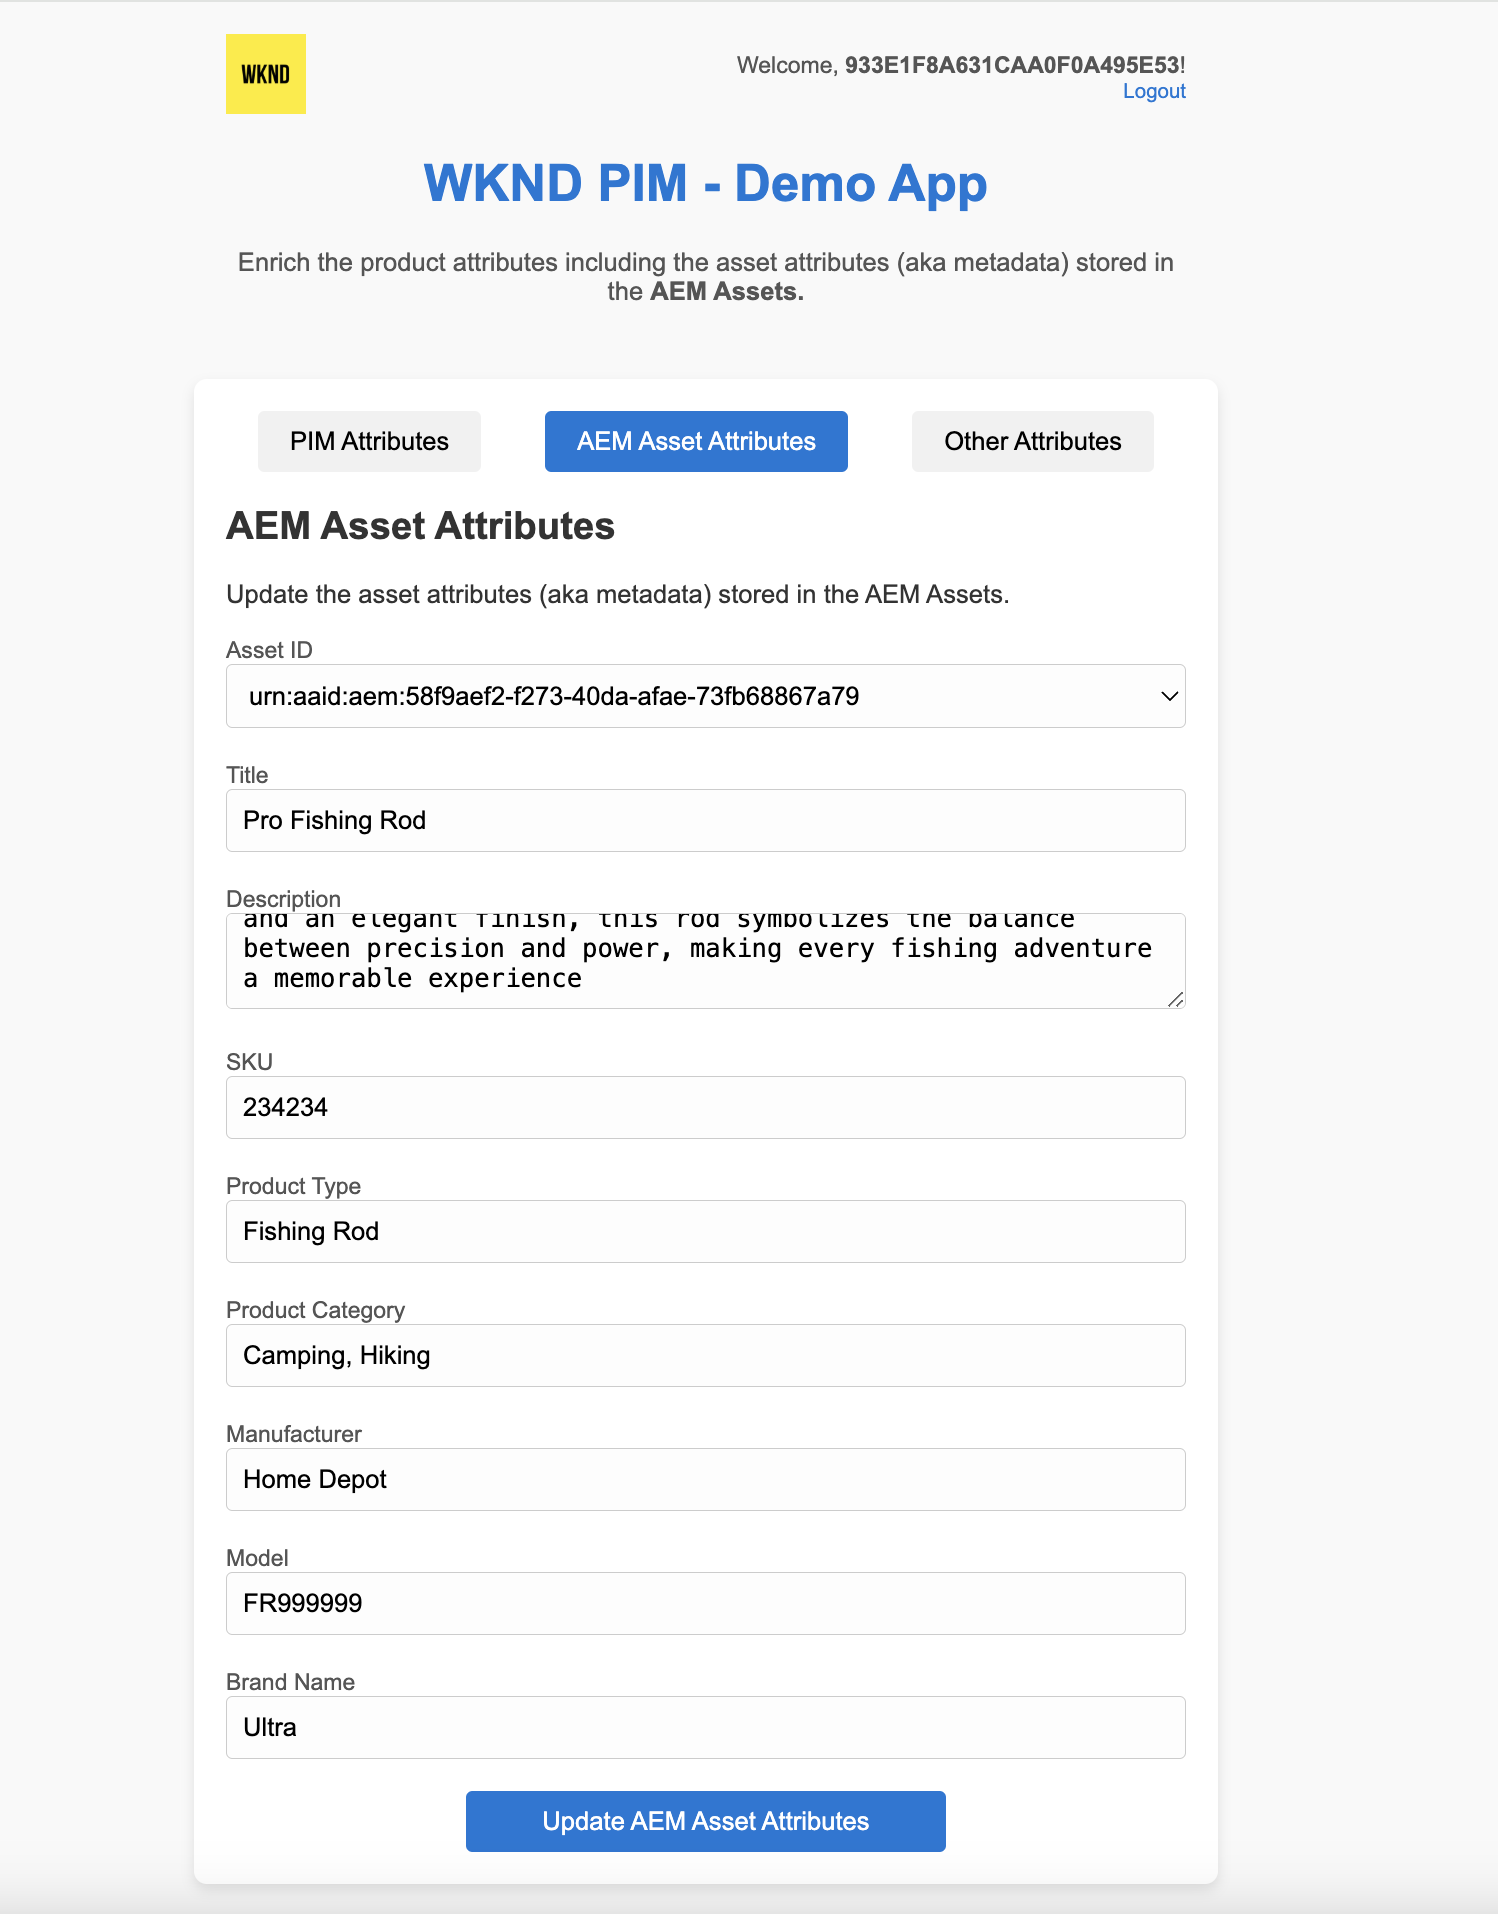 WKND
Welcome, 933E1F8A631CAA0F0A495E53!
Logout
WKND PIM - Demo App
Enrich the product attributes including the asset attributes (aka metadata) stored in
the AEM Assets.
PIM Attributes
AEM Asset Attributes
Other Attributes
AEM Asset Attributes
Update the asset attributes (aka metadata) stored in the AEM Assets.
Asset ID
urn:aaid:aem:58f9aef2-f273-40da-afae-73fb68867a79
Title
Pro Fishing Rod
Description
and an elegant finish, this rod symbolizes the balance
between precision and power, making every fishing adventure
a memorable experience
SKU
234234
Product Type
Fishing Rod
Product Category
Camping, Hiking
Manufacturer
Home Depot
Model
FR999999
Brand Name
Ultra
Update AEM Asset Attributes